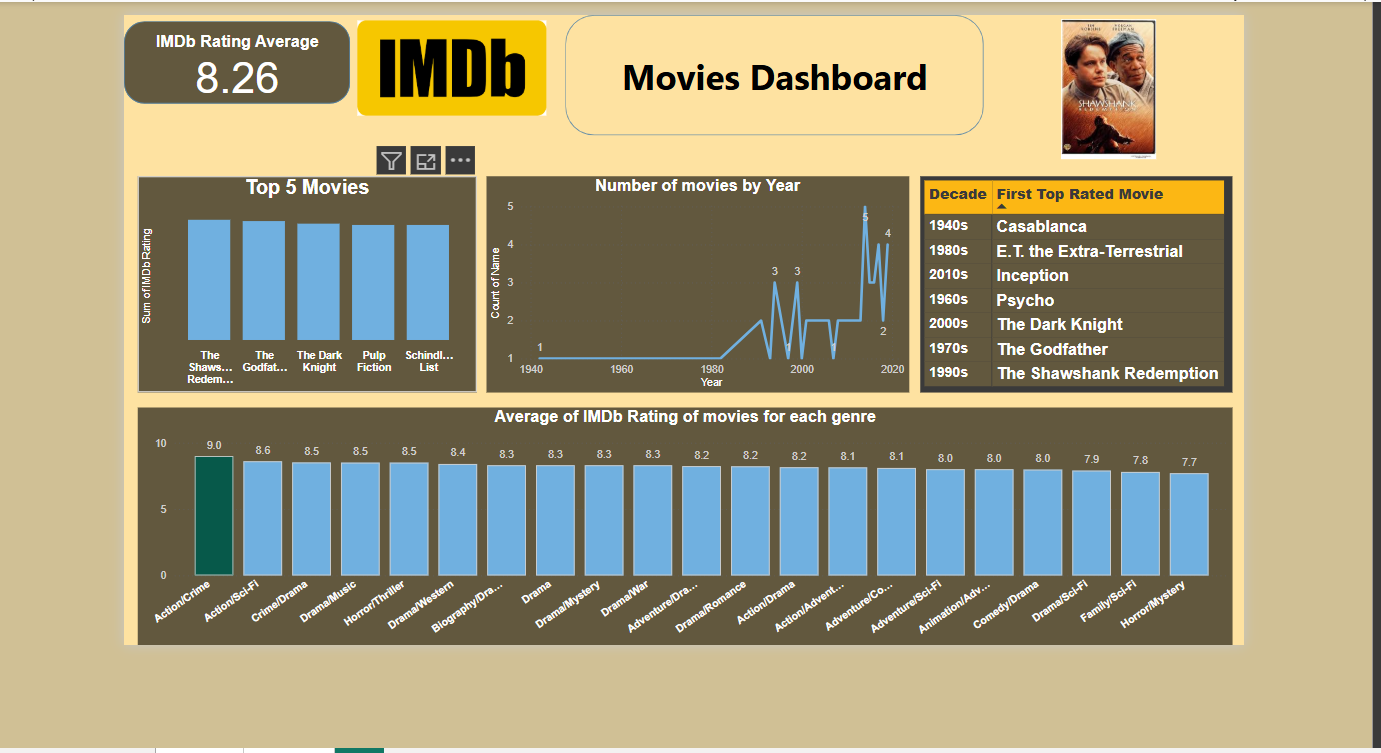 IMDb Rating Average
8.26
IMDb
Movies Dashboard
SHAWSHANK
REDEMPTION
Top 5 Movies
Sum of IMDb Rating
The Shaws... Redem...
The Godfat...
The Dark Knight
Pulp Fiction
Schindl... List
Number of movies by Year
Count of Name
5
4
3
2
1
1
3
1
3
1
5
2
4
1940
1960
1980
2000
2020
Year
Decade First Top Rated Movie
1940s Casablanca
1980s E.T. the Extra-Terrestrial
2010s Inception
1960s Psycho
2000s The Dark Knight
1970s The Godfather
1990s The Shawshank Redemption
Average of IMDb Rating of movies for each genre
10
5
0
9.0 8.6 8.5 8.5 8.5 8.4 8.3 8.3 8.3 8.3 8.2 8.2 8.2 8.1 8.1 8.0 8.0 8.0 7.9 7.8 7.7
Action/Crime
Action/Sci-Fi
Crime/Drama
Drama/Music
Horror/Thriller
Drama/Western
Biography/Dra...
Drama
Drama/Mystery
Drama/War
Adventure/Dra...
Drama/Romance
Action/Drama
Action/Advent...
Adventure/Co...
Adventure/Sci-Fi
Animation/Adv...
Comedy/Drama
Drama/Sci-Fi
Family/Sci-Fi
Horror/Mystery